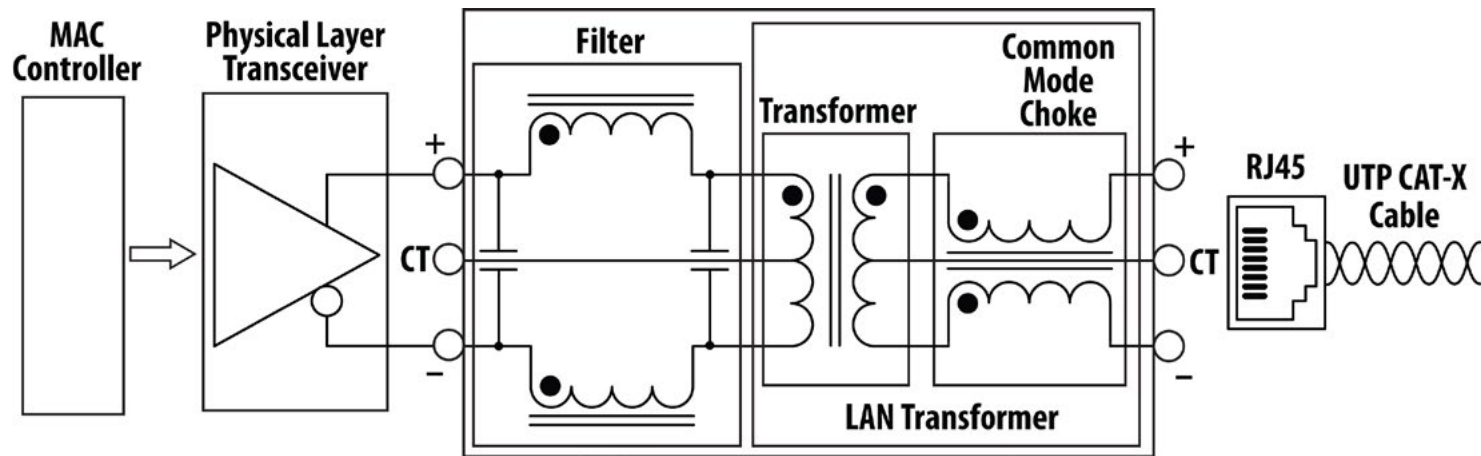 MAC
Controller
Physical Layer
Transceiver
Filter
Transformer
Common
Mode
Choke
LAN Transformer
+
CT
-
+
CT
-
RJ45
UTP CAT-X
Cable